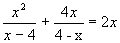 x²/(x − 4) + 4x/(4 - x) = 2x